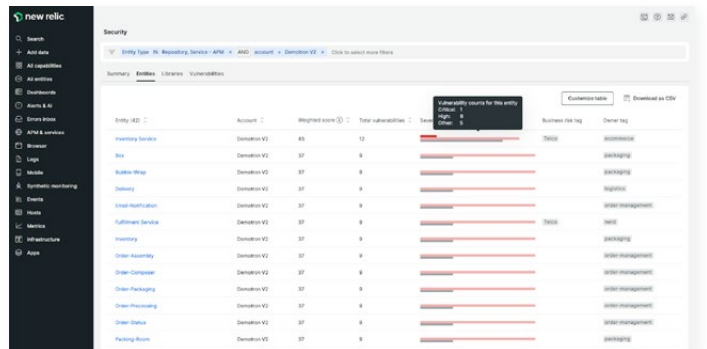 new relic
Search
Add data
All capabilities
All entities
Dashboards
Alerts & AI
Errors inbox
APM & services
Browser
Logs
Mobile
Synthetic monitoring
Events
Hosts
Metrics
Infrastructure
Apps
Security
Entity Type IN Repository, Service - APM × AND account = Demotron V2 × Click to select more filters
Summary Entities Libraries Vulnerabilities
Customize table Download as CSV
Vulnerability counts for this entity
Critical: 1
High: 6
Other: 5
Entity (42) Account Weighted score Total vulnerabilities Business risk tag Owner tag
Inventory Service Demotron V2 45 12 Telco ecommerce
Box Demotron V2 37 9 packaging
Bubble-Wrap Demotron V2 37 9 packaging
Delivery Demotron V2 37 9 logistics
Email-Notification Demotron V2 37 9 order-management
Fulfillment Service Demotron V2 37 9 Telco
Inventory Demotron V2 37 9 packaging
Order-Assembly Demotron V2 37 9 order-management
Order-Composer Demotron V2 37 9 order-management
Order-Packaging Demotron V2 37 9 order-management
Order-Processing Demotron V2 37 9 order-management
Order-Status Demotron V2 37 9 order-management
Packing-Room Demotron V2 37 9 packaging